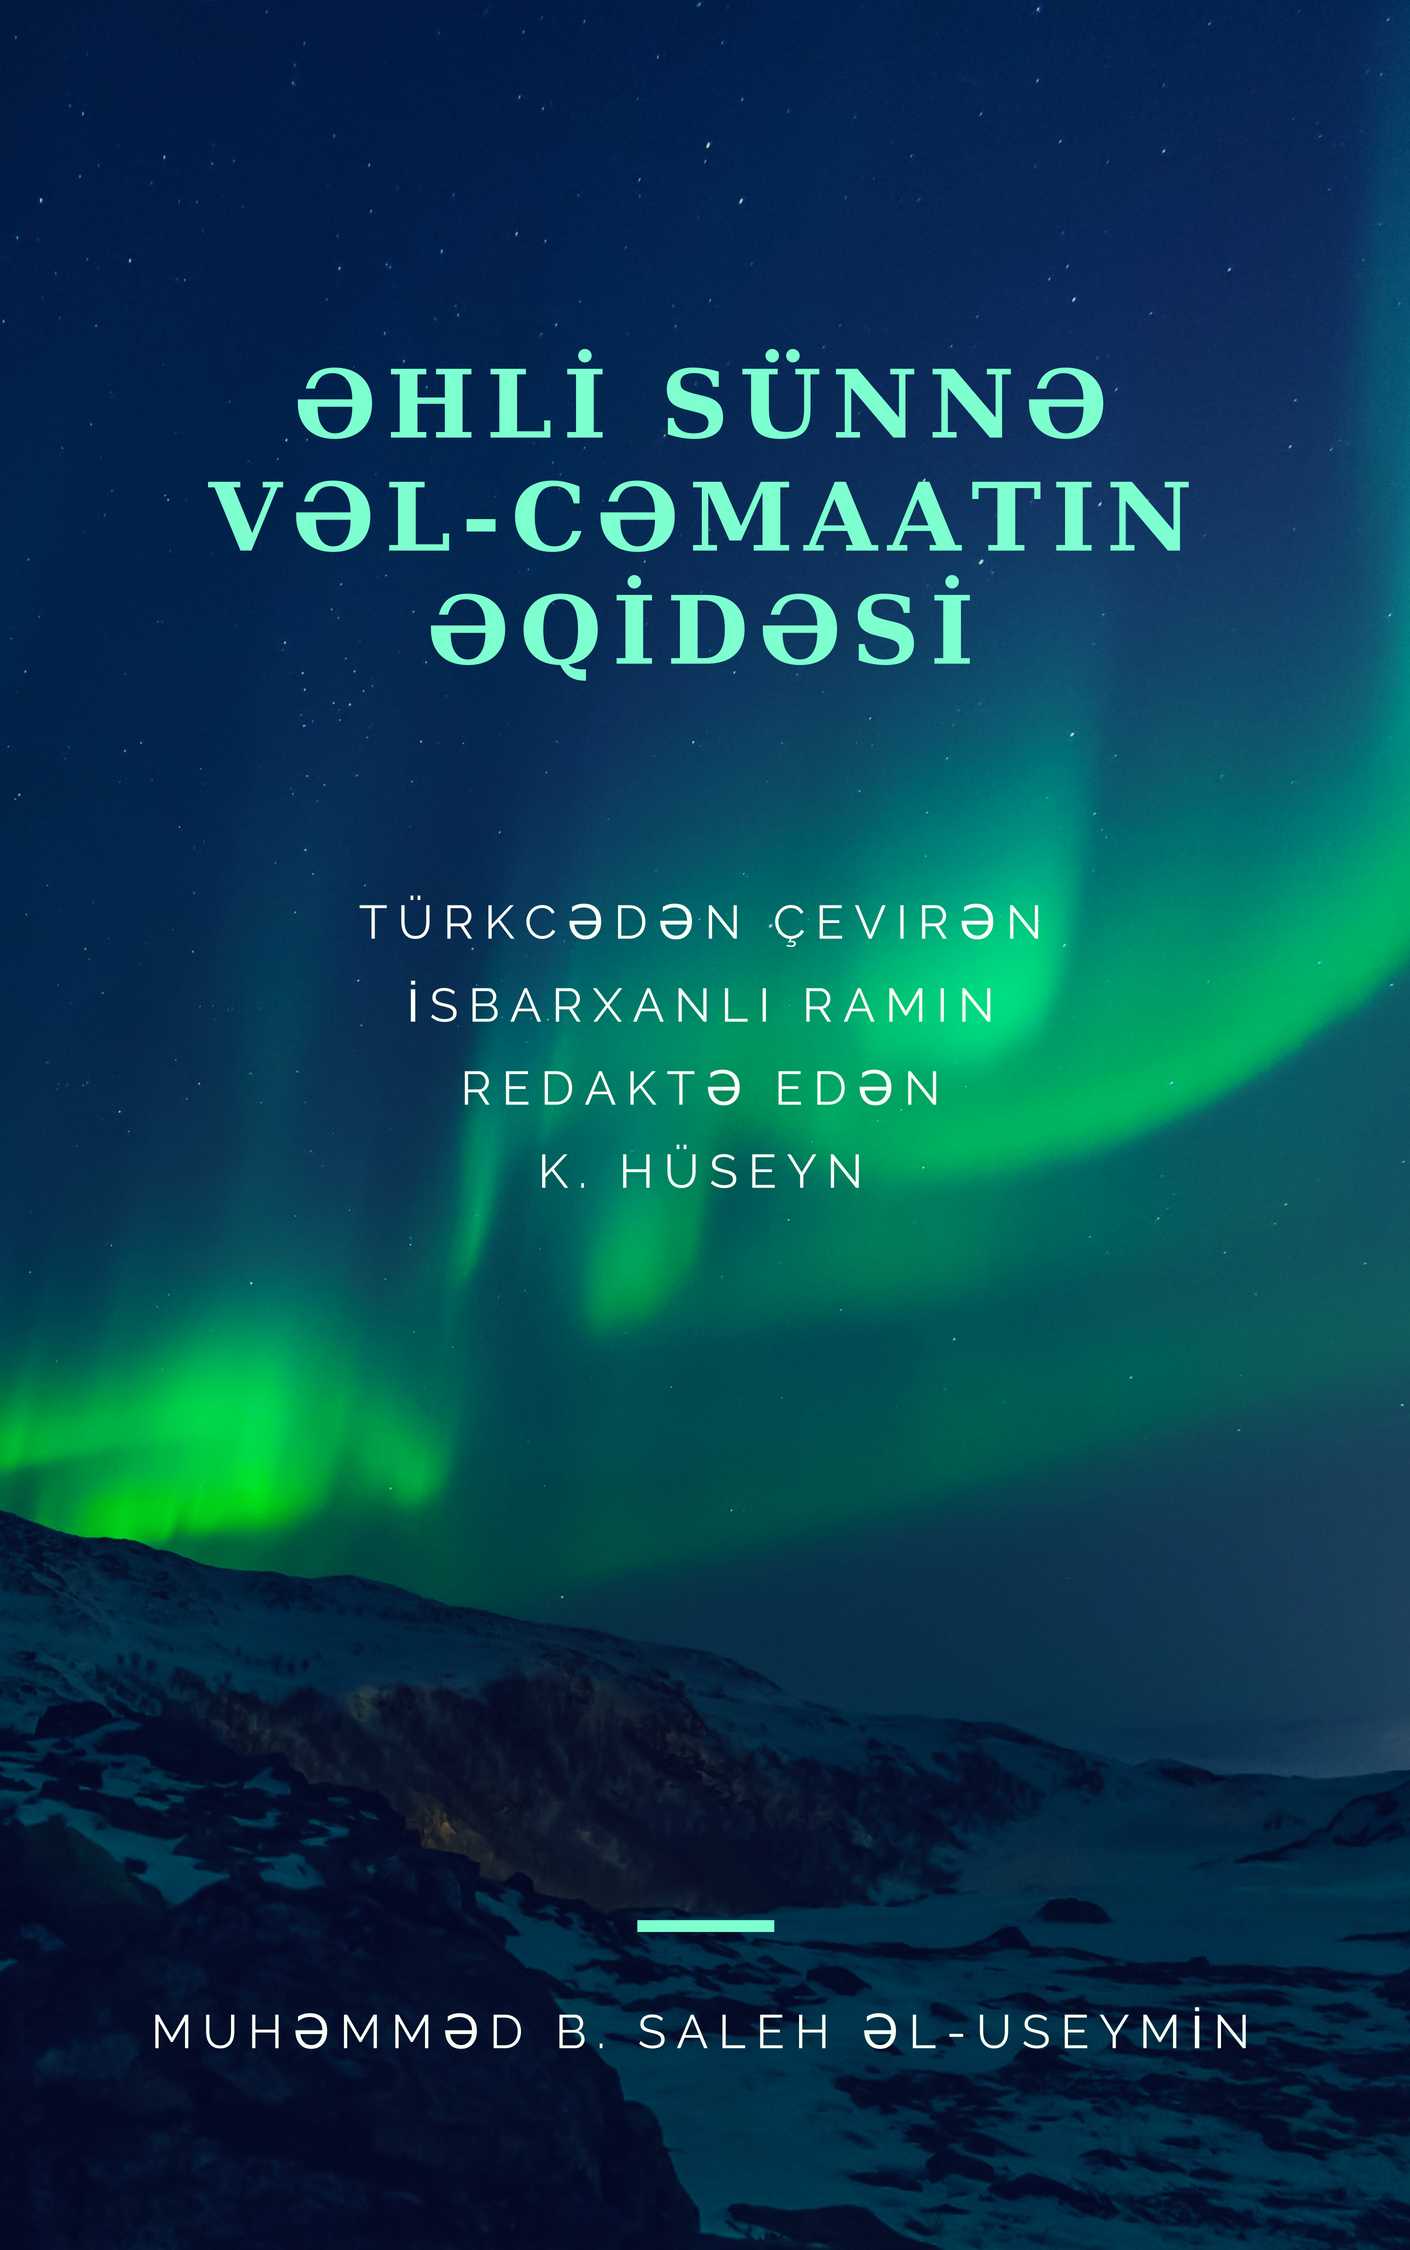 ƏHLİ SÜNNƏ
VƏL-CƏMAATIN
ƏQİDƏSİ
TÜRKCƏDƏN ÇEVIRƏN
İSBARXANLI RAMIN
REDAKTƏ EDƏN
K. HÜSEYN
MUHƏMMƏD B. SALEH ƏL-USEYMİN